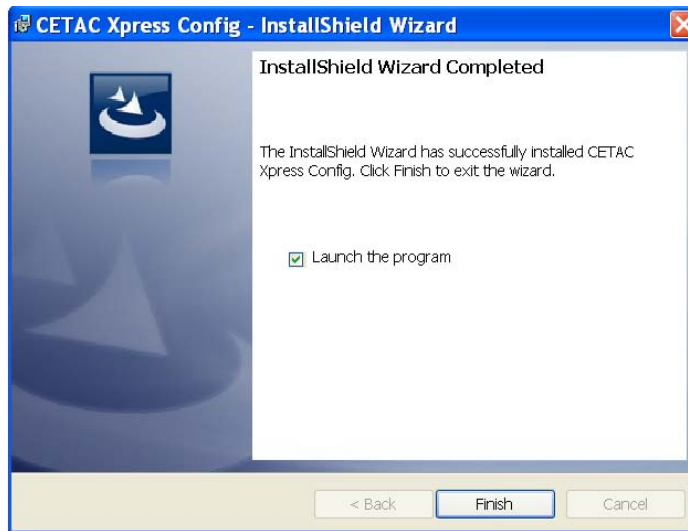 CETAC Xpress Config - InstallShield Wizard
InstallShield Wizard Completed
The InstallShield Wizard has successfully installed CETAC
Xpress Config. Click Finish to exit the wizard.
Launch the program
< Back Finish Cancel